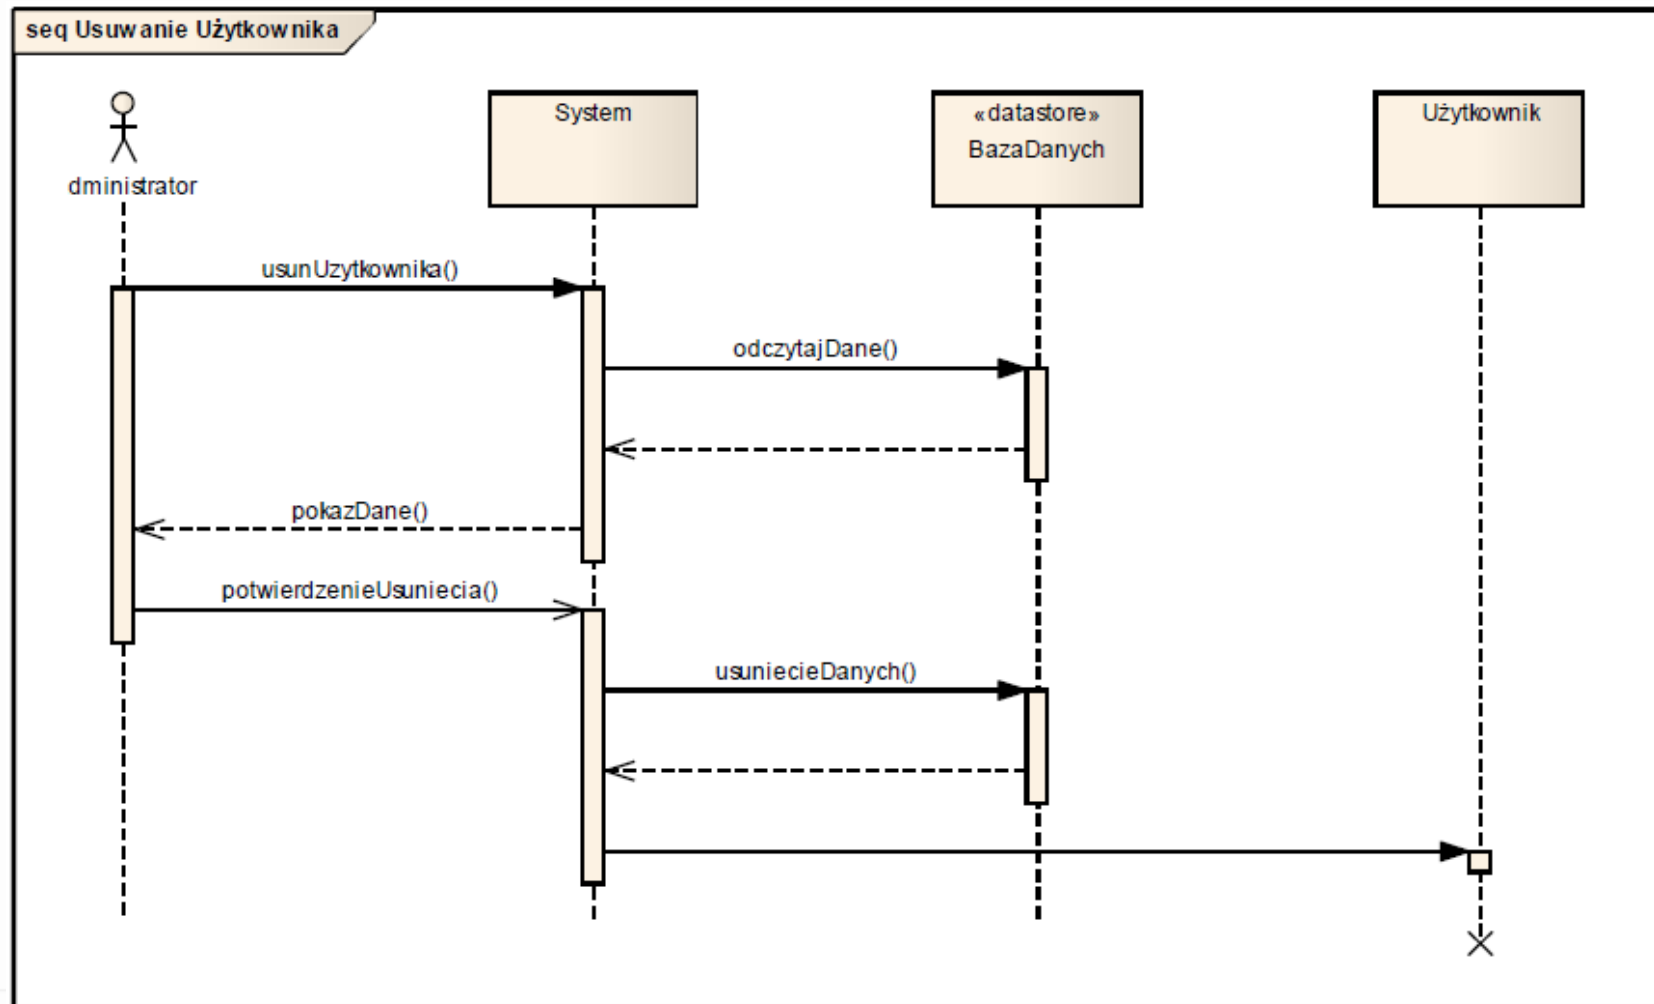 seq Usuwanie Użytkownika
dministrator
System
«datastore»
BazaDanych
Użytkownik
usunUzytkownika()
odczytajDane()
pokazDane()
potwierdzenieUsuniecia()
usuniecieDanych()